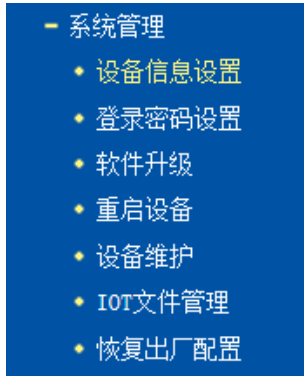 系统管理
设备信息设置
登录密码设置
软件升级
重启设备
设备维护
IOT文件管理
恢复出厂配置